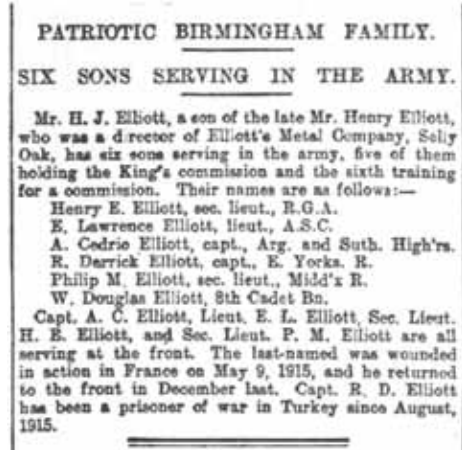 PATRIOTIC BIRMINGHAM FAMILY.
SIX SONS SERVING IN THE ARMY.
Mr. H. J. Elliott, a son of the late Mr. Henry Elliott,
who was a director of Elliott's Metal Company, Selly
Oak, has six sons serving in the army, five of them
holding the King's commission and the sixth training
for a commission. Their names are as follows:—
Henry E. Elliott, sec. lieut., R.G.A.
E. Lawrence Elliott, lieut., A.S.C.
A. Cedric Elliott, capt., Arg. and Suth. High'rs.
R. Derrick Elliott, capt., E. Yorks. R.
Philip M. Elliott, sec. lieut., Midd'x R.
W. Douglas Elliott, 8th Cadet Bn.
Capt. A. C. Elliott, Lieut. E. L. Elliott, Sec. Lieut.
H. E. Elliott, and Sec. Lieut. P. M. Elliott are all
serving at the front. The last-named was wounded
in action in France on May 9, 1915, and he returned
to the front in December last. Capt. R. D. Elliott
has been a prisoner of war in Turkey since August,
1915.